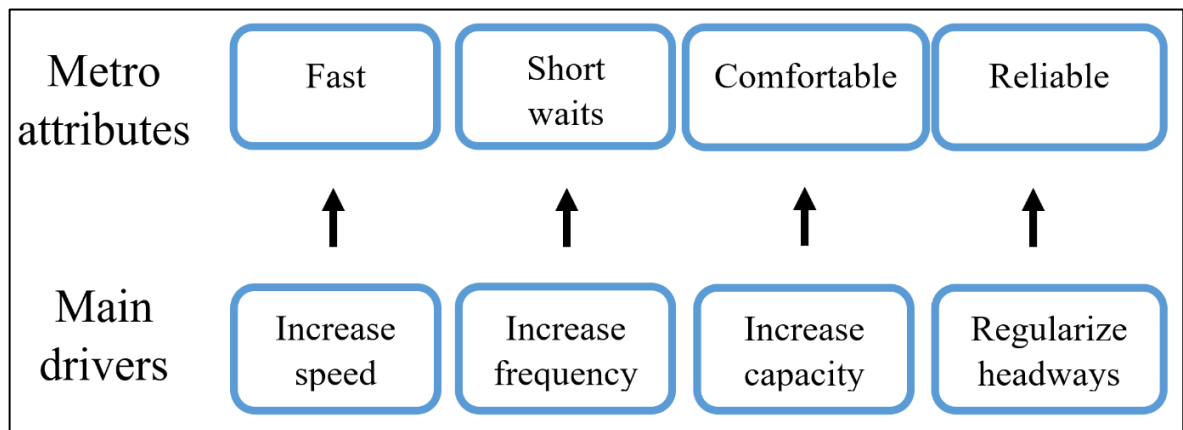 Metro
attributes
Fast
Short
waits
Comfortable
Reliable
Main
drivers
Increase
speed
Increase
frequency
Increase
capacity
Regularize
headways